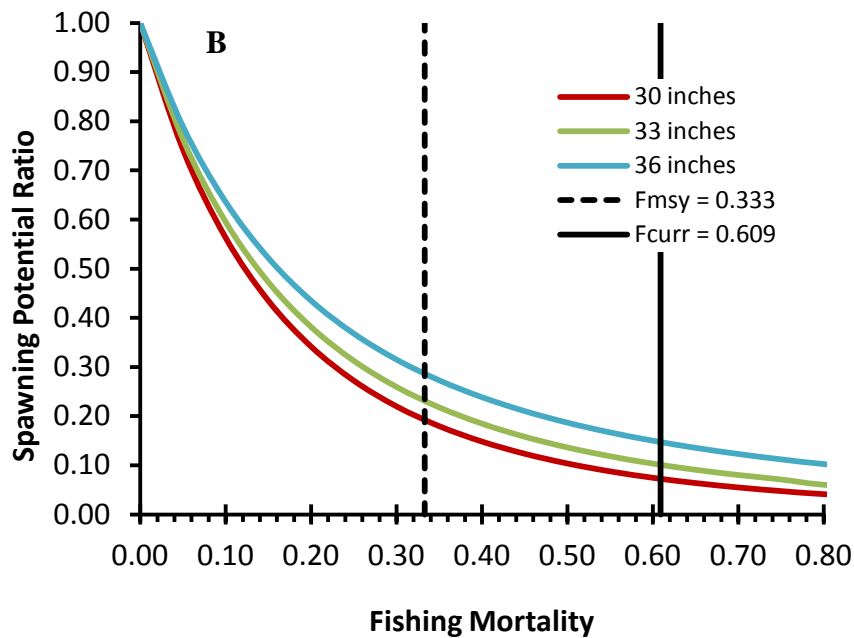 B
Spawning Potential Ratio
1.00
0.90
0.80
0.70
0.60
0.50
0.40
0.30
0.20
0.10
0.00
30 inches
33 inches
36 inches
Fmsy = 0.333
Fcurr = 0.609
0.00 0.10 0.20 0.30 0.40 0.50 0.60 0.70 0.80
Fishing Mortality